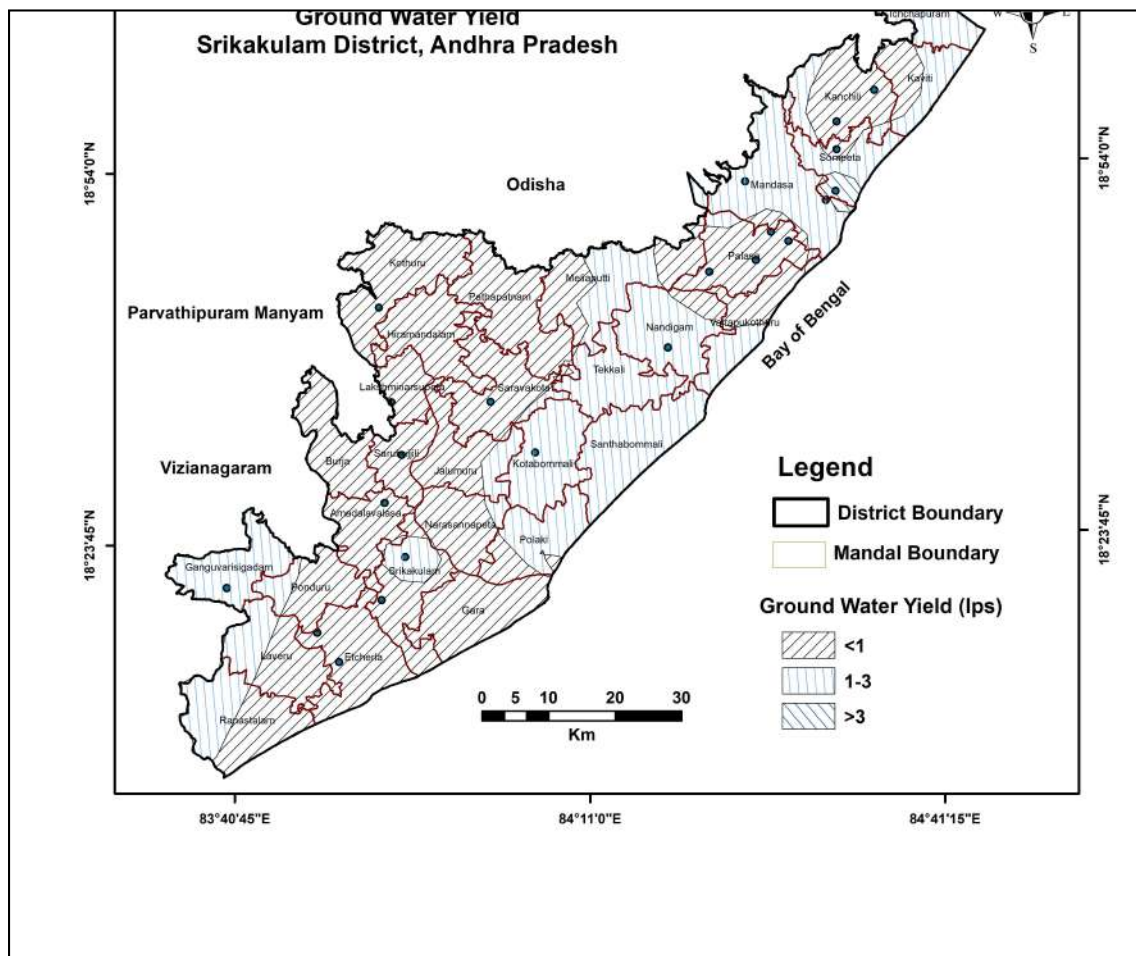 Ground Water Yield
Srikakulam District, Andhra Pradesh
Ichchapuram
W
E
S
Kaviti
Kanchili
18°54'0"N
18°54'0"N
Sompeta
Odisha
Mandasa
Kothuru
Palasa
Meliaputti
Pathapatnam
Parvathipuram Manyam
Hiramandalam
Nandigam
Vajrapukotturu
Bay of Bengal
Tekkali
Saravakota
Santhabommali
Vizianagaram
Burja
Sarubujjili
Kotabommali
Jalumuru
Legend
District Boundary
Mandal Boundary
Amadalavalasa
Narasannapeta
Polaki
18°23'45"N
18°23'45"N
Ganguvarisigadam
Srikakulam
Ponduru
Gara
Ground Water Yield (lps)
<1
1-3
>3
Laveru
Etcherla
Ranastalam
0 5 10 20 30
Km
83°40'45"E 84°11'0"E 84°41'15"E